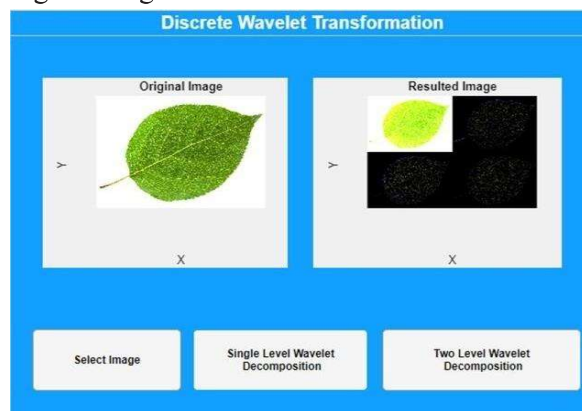 Discrete Wavelet Transformation
Original Image
Resulted Image
Y
Y
X
X
Select Image
Single Level Wavelet
Decomposition
Two Level Wavelet
Decomposition